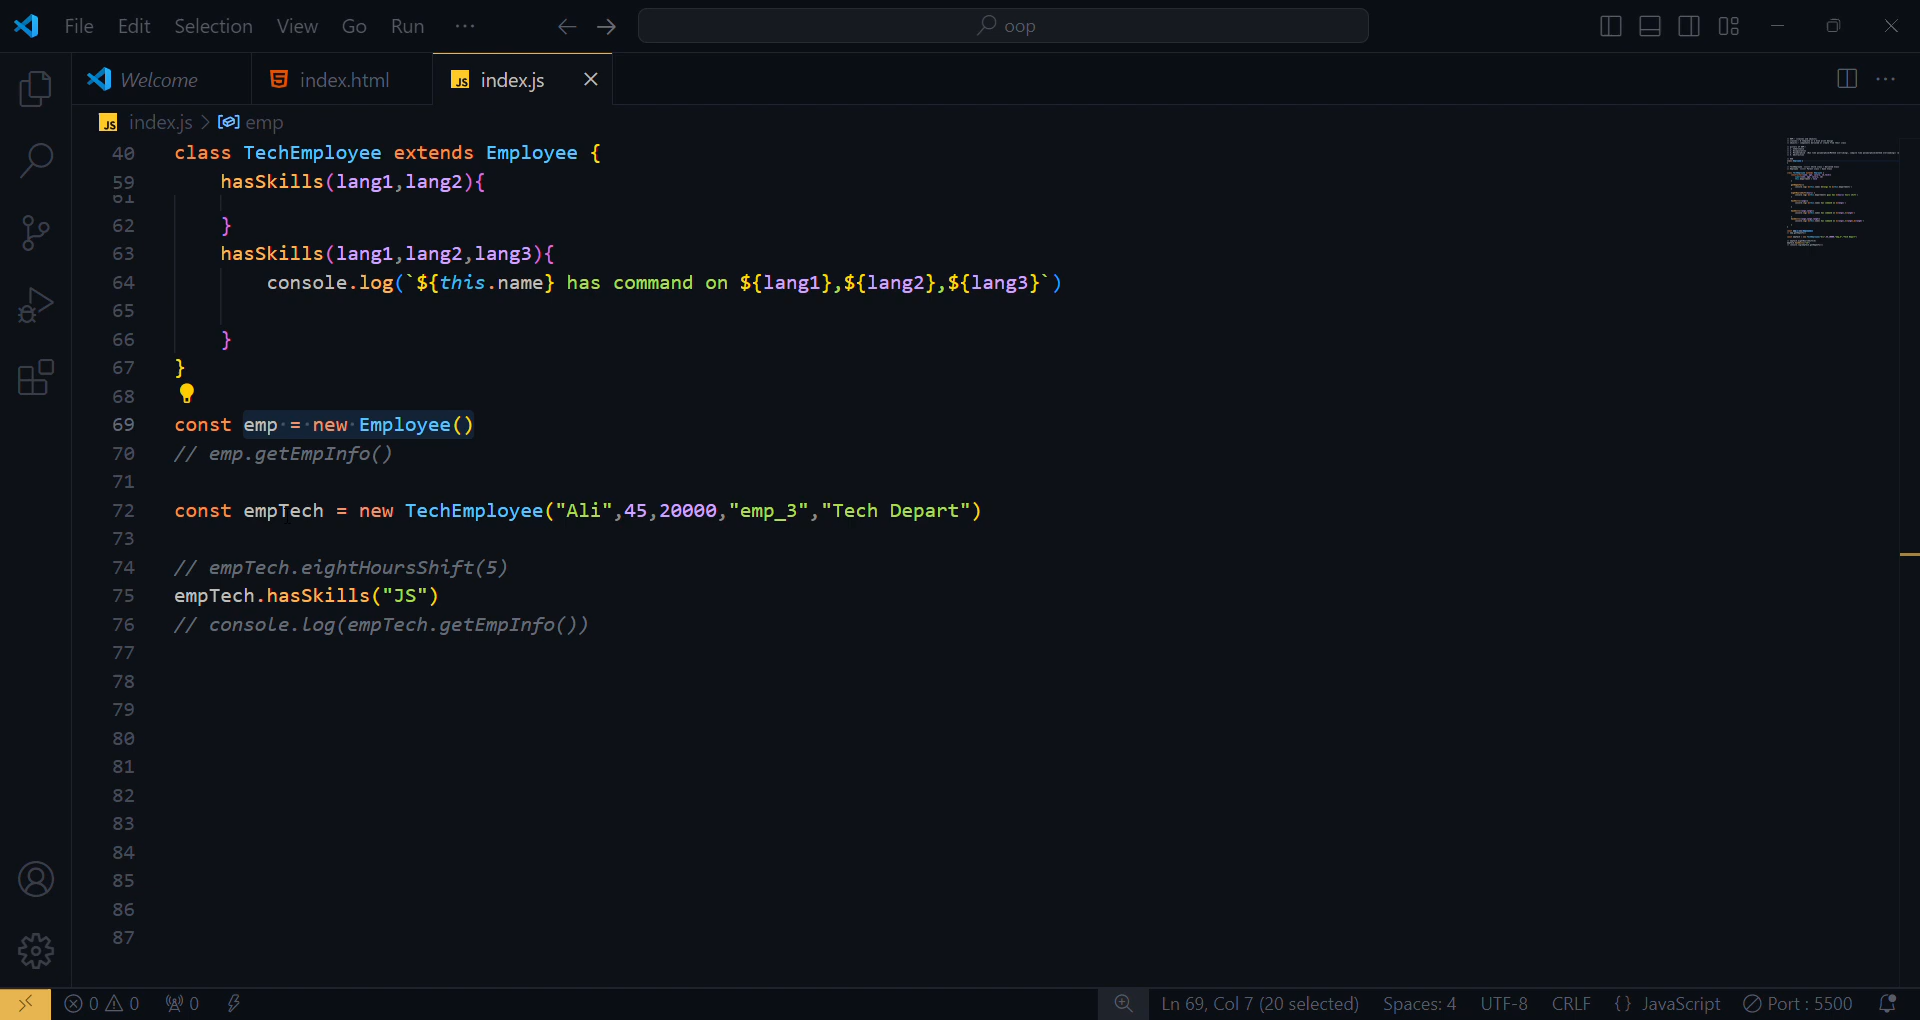 File Edit Selection View Go Run ··· oop
Welcome index.html JS index.js
JS index.js > emp
40 class TechEmployee extends Employee {
59 hasSkills(lang1,lang2){
61
62 }
63 hasSkills(lang1,lang2,lang3){
64 console.log(`${this.name} has command on ${lang1},${lang2},${lang3}`)
65
66 }
67 }
68
69 const emp = new Employee()
70 // emp.getEmpInfo()
71
72 const empTech = new TechEmployee("Ali",45,20000,"emp_3","Tech Depart")
73
74 // empTech.eightHoursShift(5)
75 empTech.hasSkills("JS")
76 // console.log(empTech.getEmpInfo())
77
78
79
80
81
82
83
84
85
86
87
0 0 0 Ln 69, Col 7 (20 selected) Spaces: 4 UTF-8 CRLF {} JavaScript Port : 5500